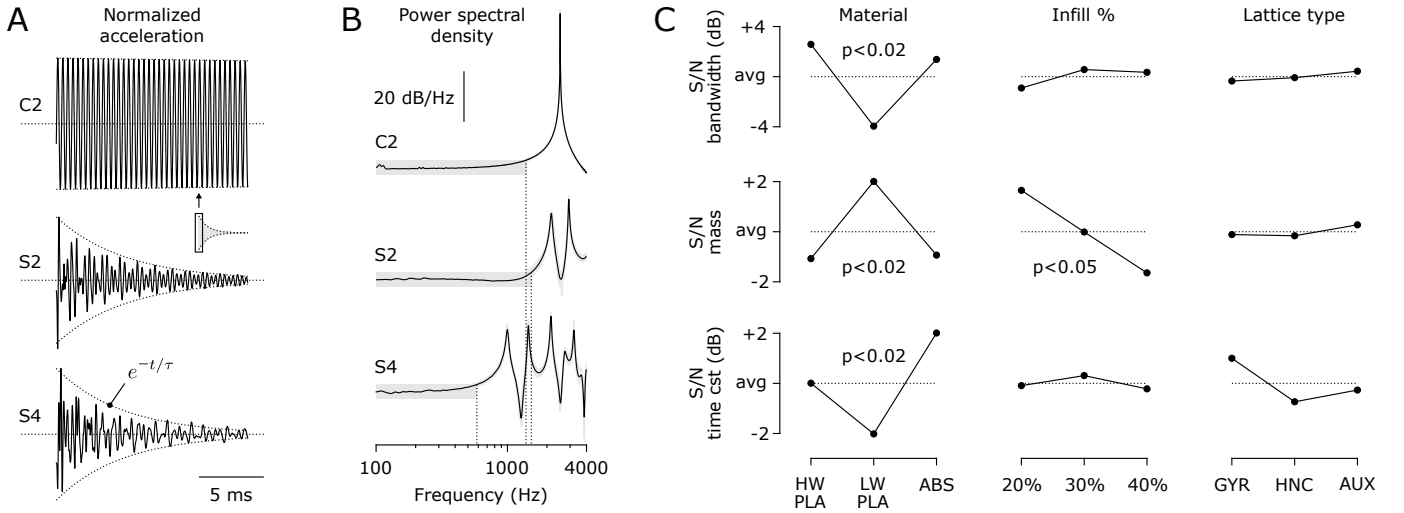 A
Normalized
acceleration
C2
S2
e^{-t/τ}
S4
5 ms
B
Power spectral
density
20 dB/Hz
C2
S2
S4
100
1000
4000
Frequency (Hz)
C
Material
Infill %
Lattice type
S/N
bandwidth (dB)
+4
avg
-4
p<0.02
S/N
mass
+2
avg
-2
p<0.02
p<0.05
S/N
time cst (dB)
+2
avg
-2
p<0.02
HW
PLA
LW
PLA
ABS
20%
30%
40%
GYR
HNC
AUX